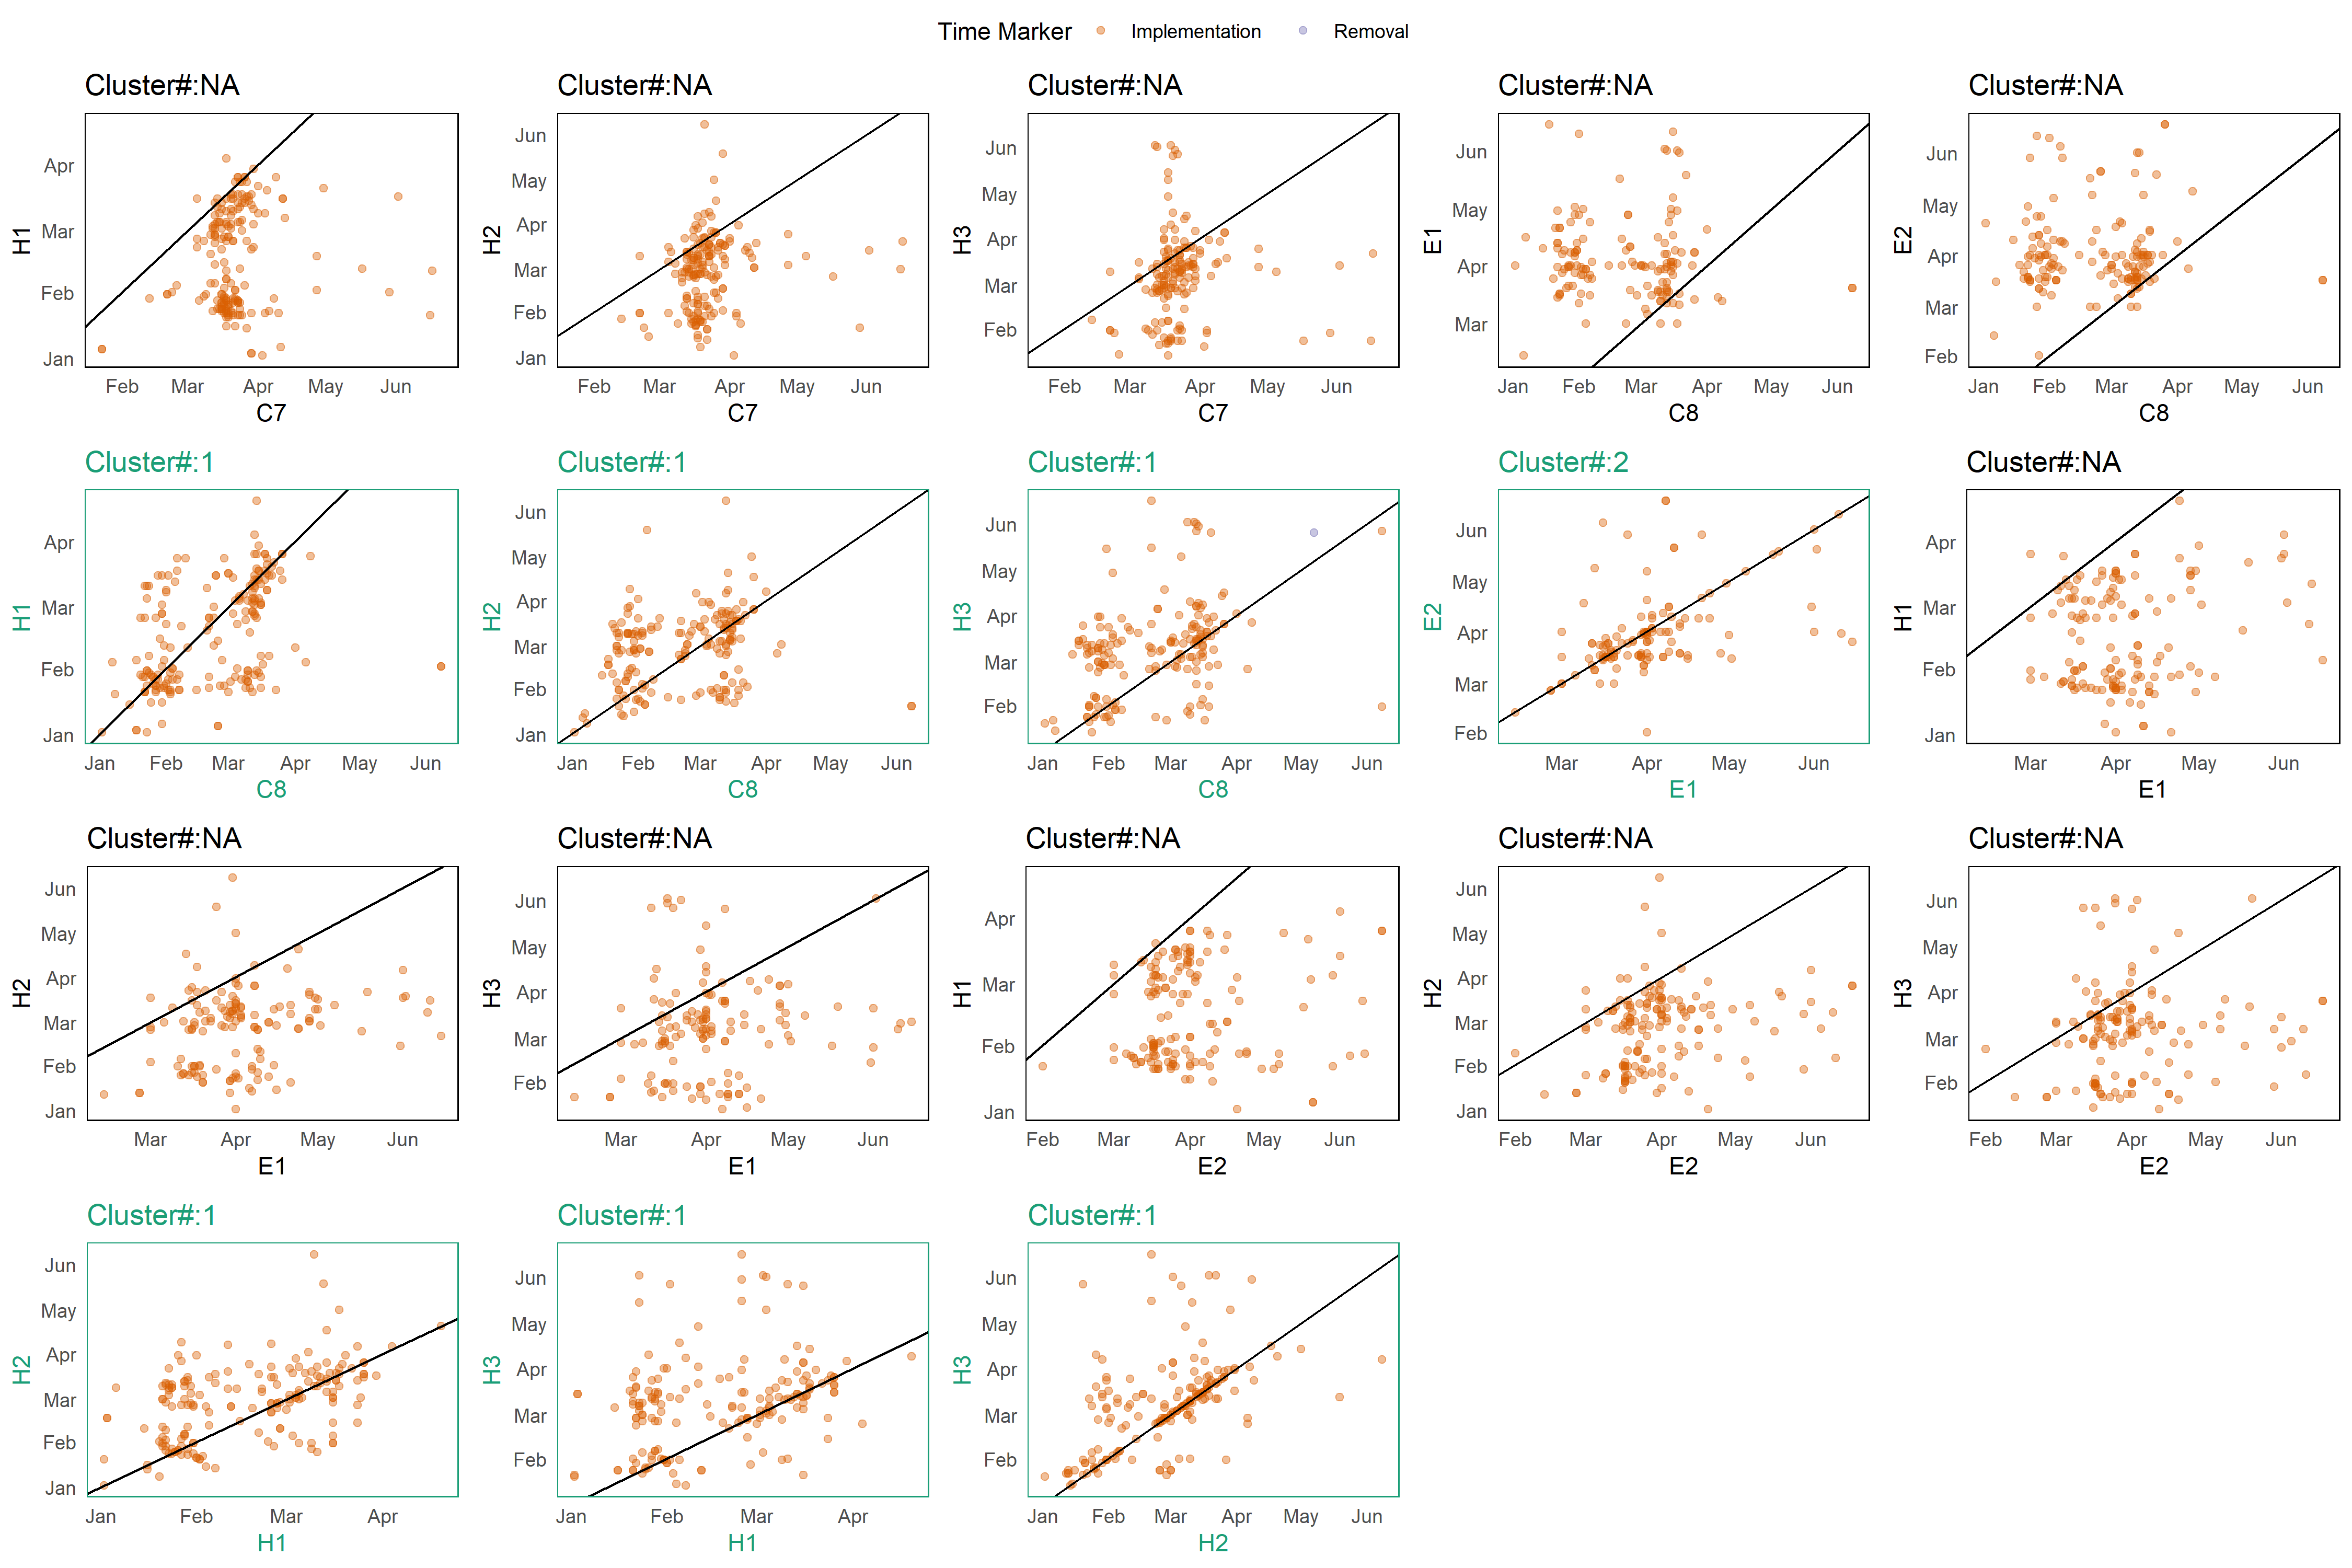 Time Marker Implementation Removal
Cluster#:NA Cluster#:NA Cluster#:NA Cluster#:NA Cluster#:NA
H1 Apr Mar Feb Jan
Feb Mar Apr May Jun
C7
H2 Jun May Apr Mar Feb Jan
Feb Mar Apr May Jun
C7
H3 Jun May Apr Mar Feb
Feb Mar Apr May Jun
C7
E1 Jun May Apr Mar
Jan Feb Mar Apr May Jun
C8
E2 Jun May Apr Mar Feb
Jan Feb Mar Apr May Jun
C8
Cluster#:1 Cluster#:1 Cluster#:1 Cluster#:2 Cluster#:NA
H1 Apr Mar Feb Jan
Jan Feb Mar Apr May Jun
C8
H2 Jun May Apr Mar Feb Jan
Jan Feb Mar Apr May Jun
C8
H3 Jun May Apr Mar Feb
Jan Feb Mar Apr May Jun
C8
E2 Jun May Apr Mar Feb
Mar Apr May Jun
E1
H1 Apr Mar Feb Jan
Mar Apr May Jun
E1
Cluster#:NA Cluster#:NA Cluster#:NA Cluster#:NA Cluster#:NA
H2 Jun May Apr Mar Feb Jan
Mar Apr May Jun
E1
H3 Jun May Apr Mar Feb
Mar Apr May Jun
E1
H1 Apr Mar Feb Jan
Feb Mar Apr May Jun
E2
H2 Jun May Apr Mar Feb Jan
Feb Mar Apr May Jun
E2
H3 Jun May Apr Mar Feb
Feb Mar Apr May Jun
E2
Cluster#:1 Cluster#:1 Cluster#:1
H2 Jun May Apr Mar Feb Jan
Jan Feb Mar Apr
H1
H3 Jun May Apr Mar Feb
Jan Feb Mar Apr
H1
H3 Jun May Apr Mar Feb
Jan Feb Mar Apr May Jun
H2